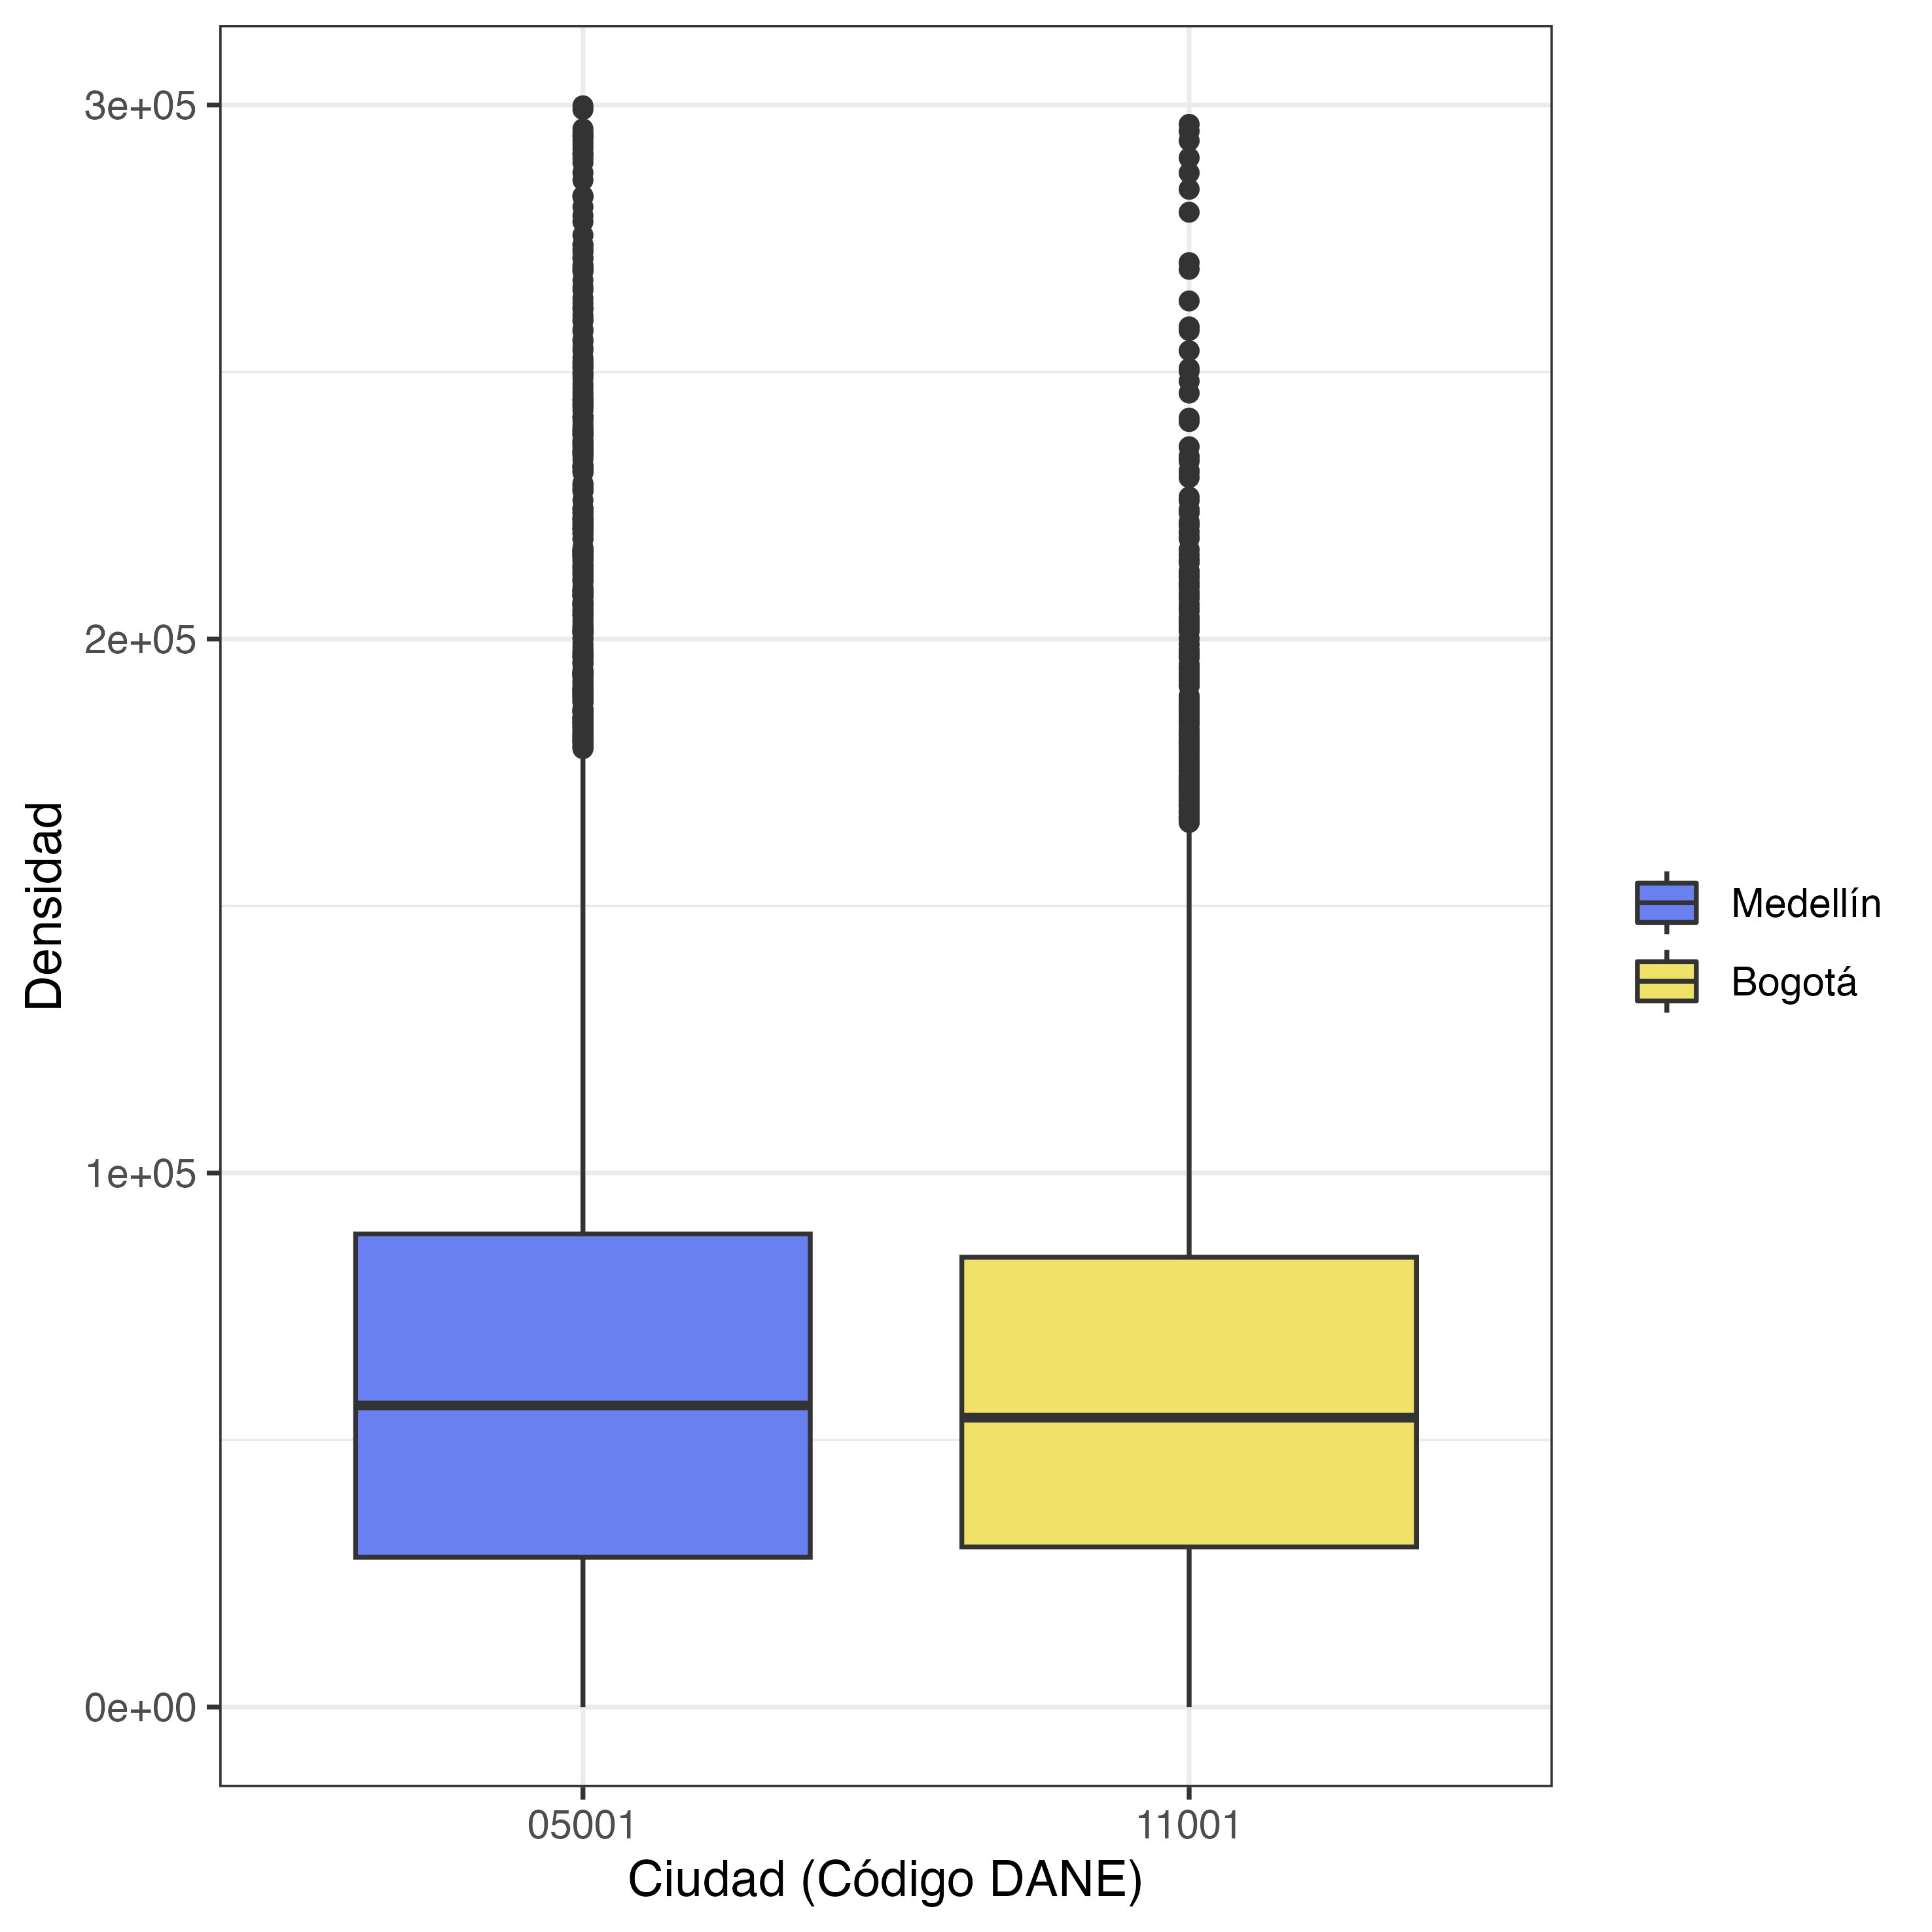 Densidad
3e+05
2e+05
1e+05
0e+00
05001
11001
Ciudad (Código DANE)
Medellín
Bogotá